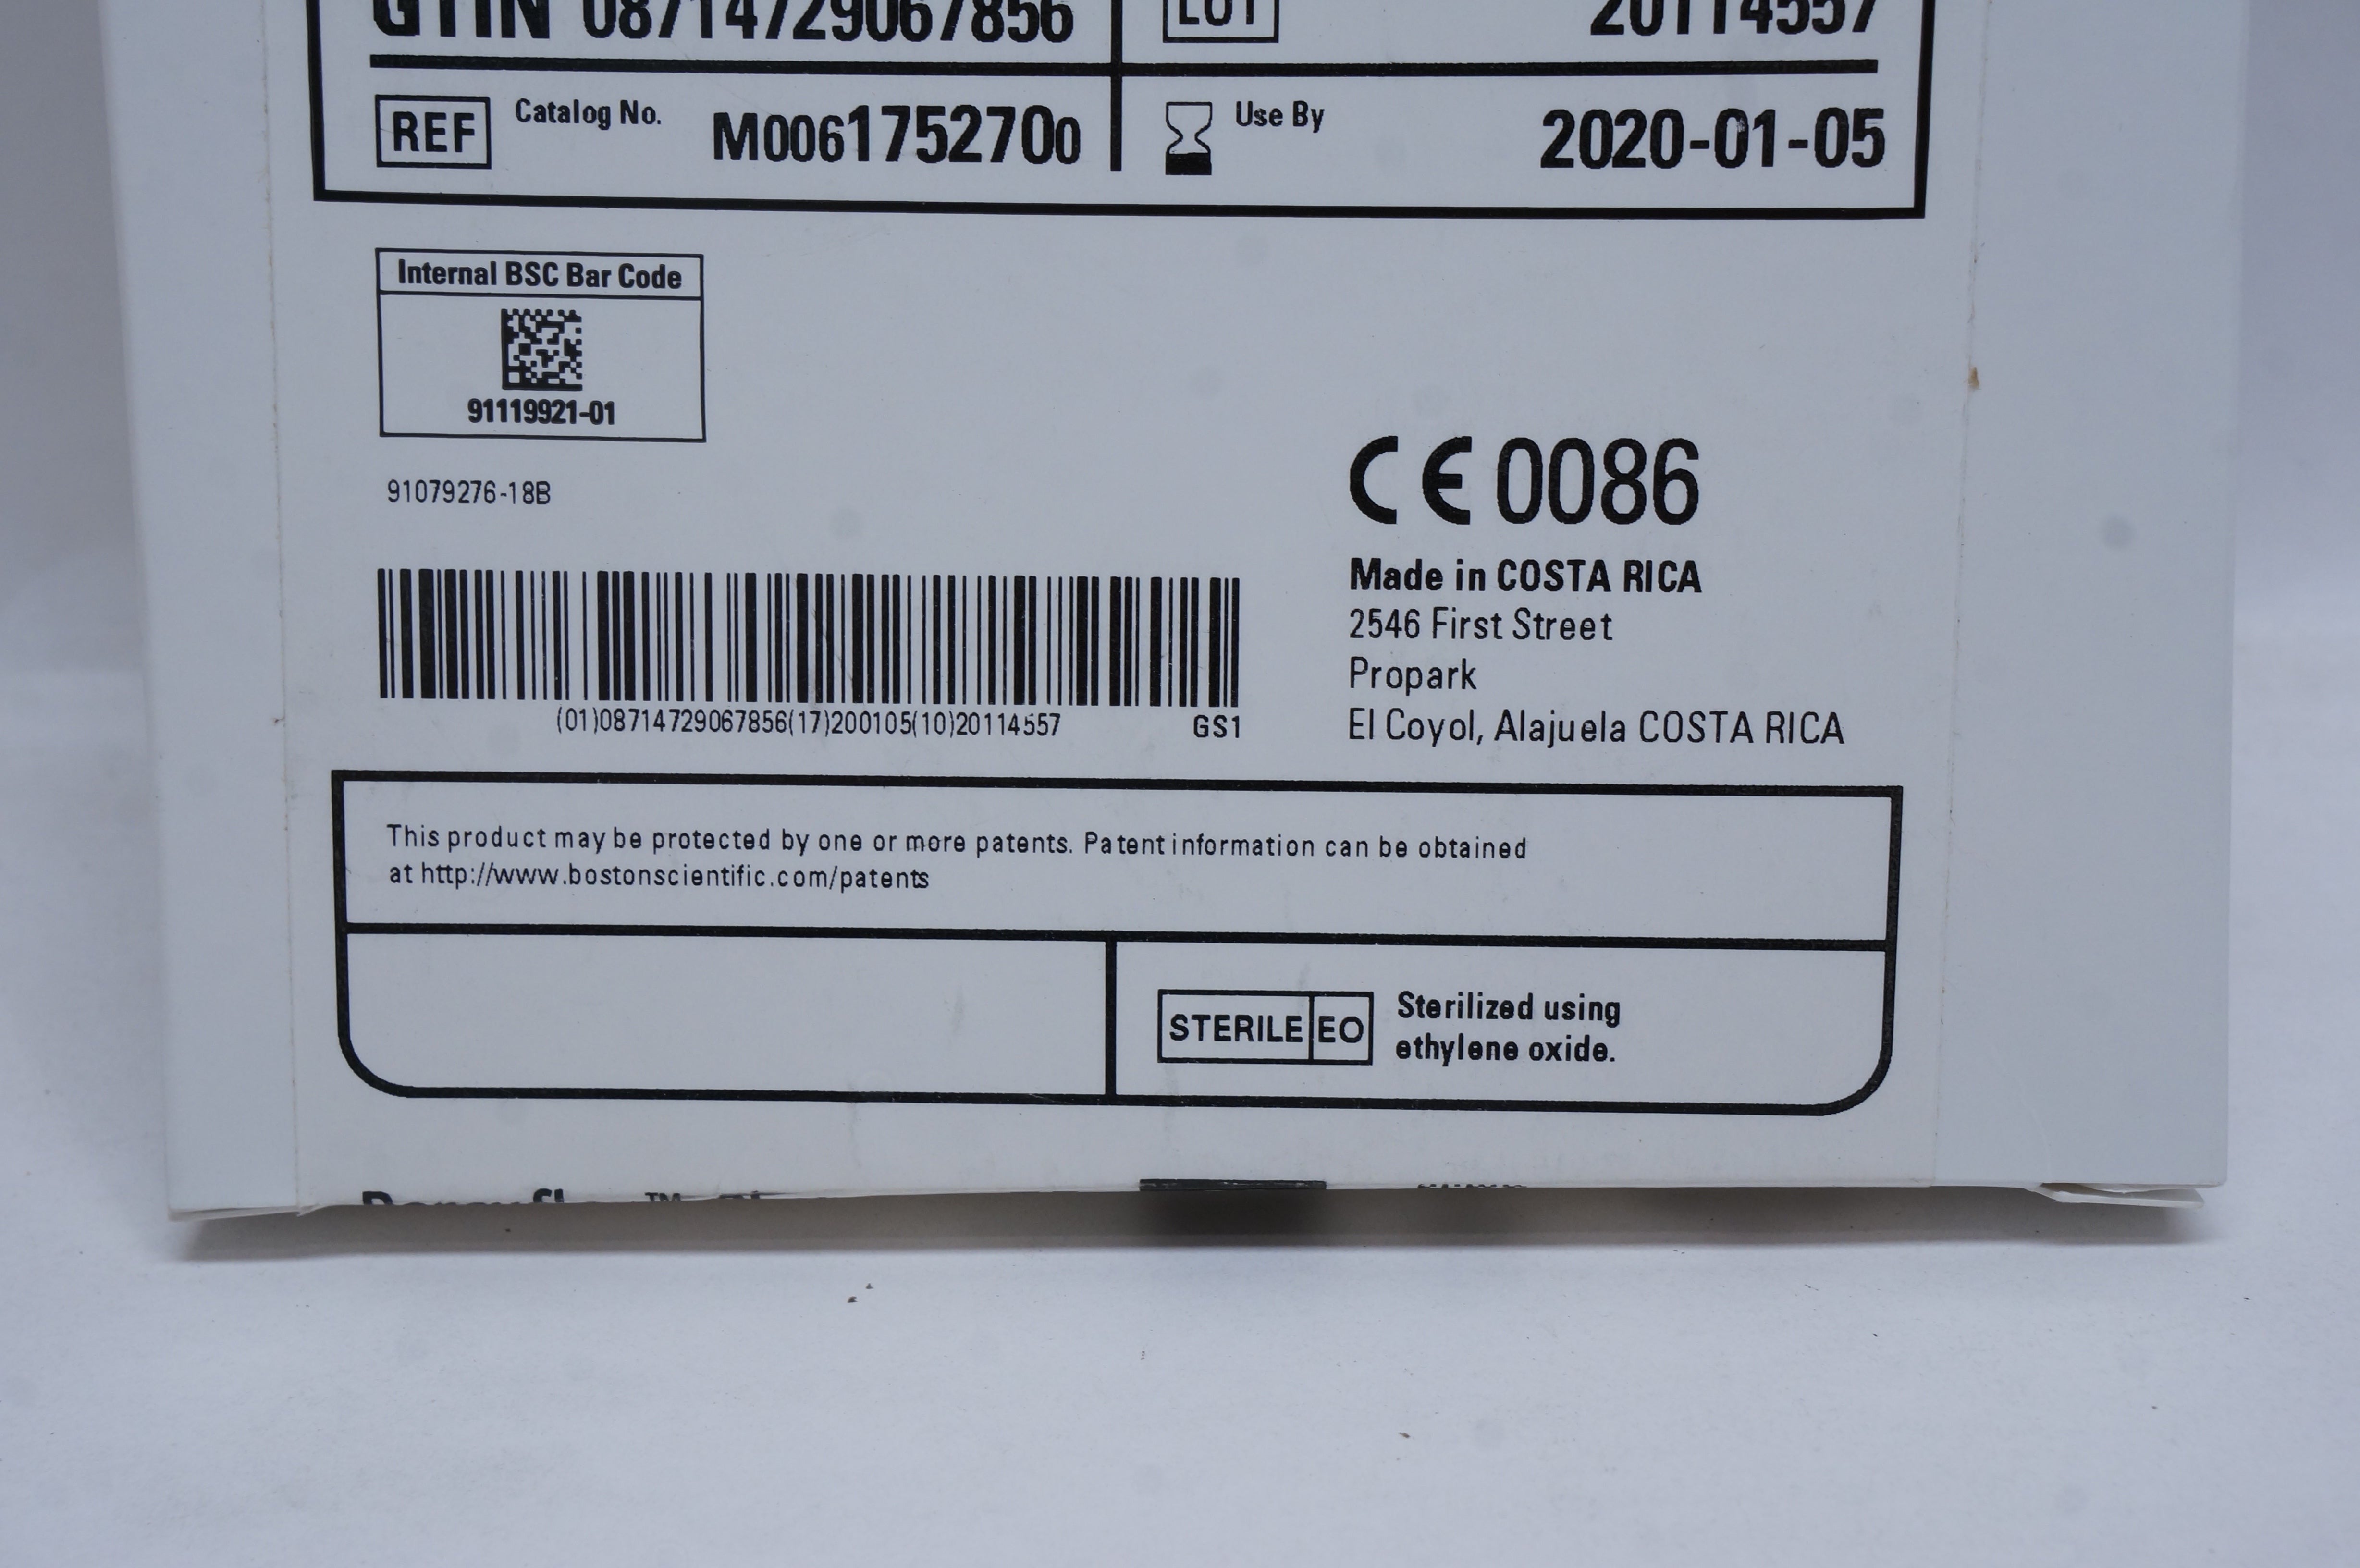 GTIN 08714729067856
LOT 20114557
REF Catalog No. M0061752700
Use By 2020-01-05
Internal BSC Bar Code
91119921-01
91079276-18B
CE 0086
Made in COSTA RICA
2546 First Street
Propark
El Coyol, Alajuela COSTA RICA
(01)08714729067856(17)200105(10)20114557 GS1
This product may be protected by one or more patents. Patent information can be obtained
at http://www.bostonscientific.com/patents
STERILE EO Sterilized using
ethylene oxide.